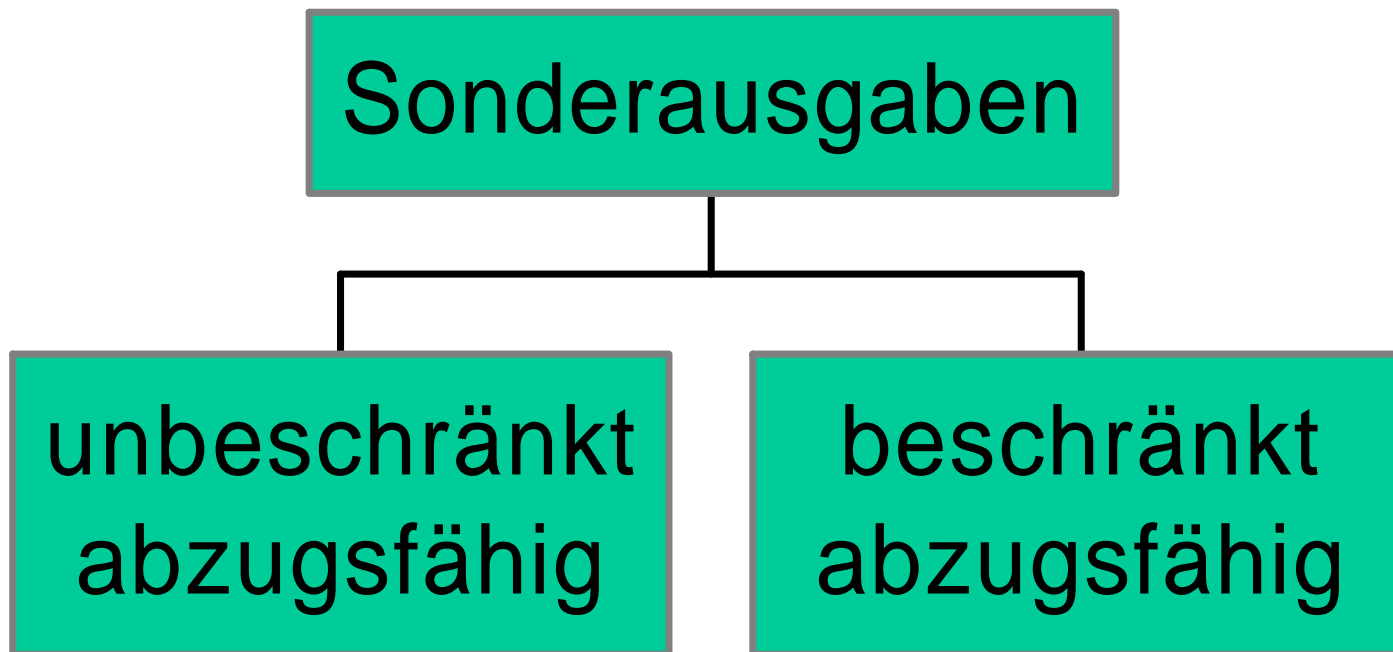 Sonderausgaben
unbeschränkt
abzugsfähig
beschränkt
abzugsfähig